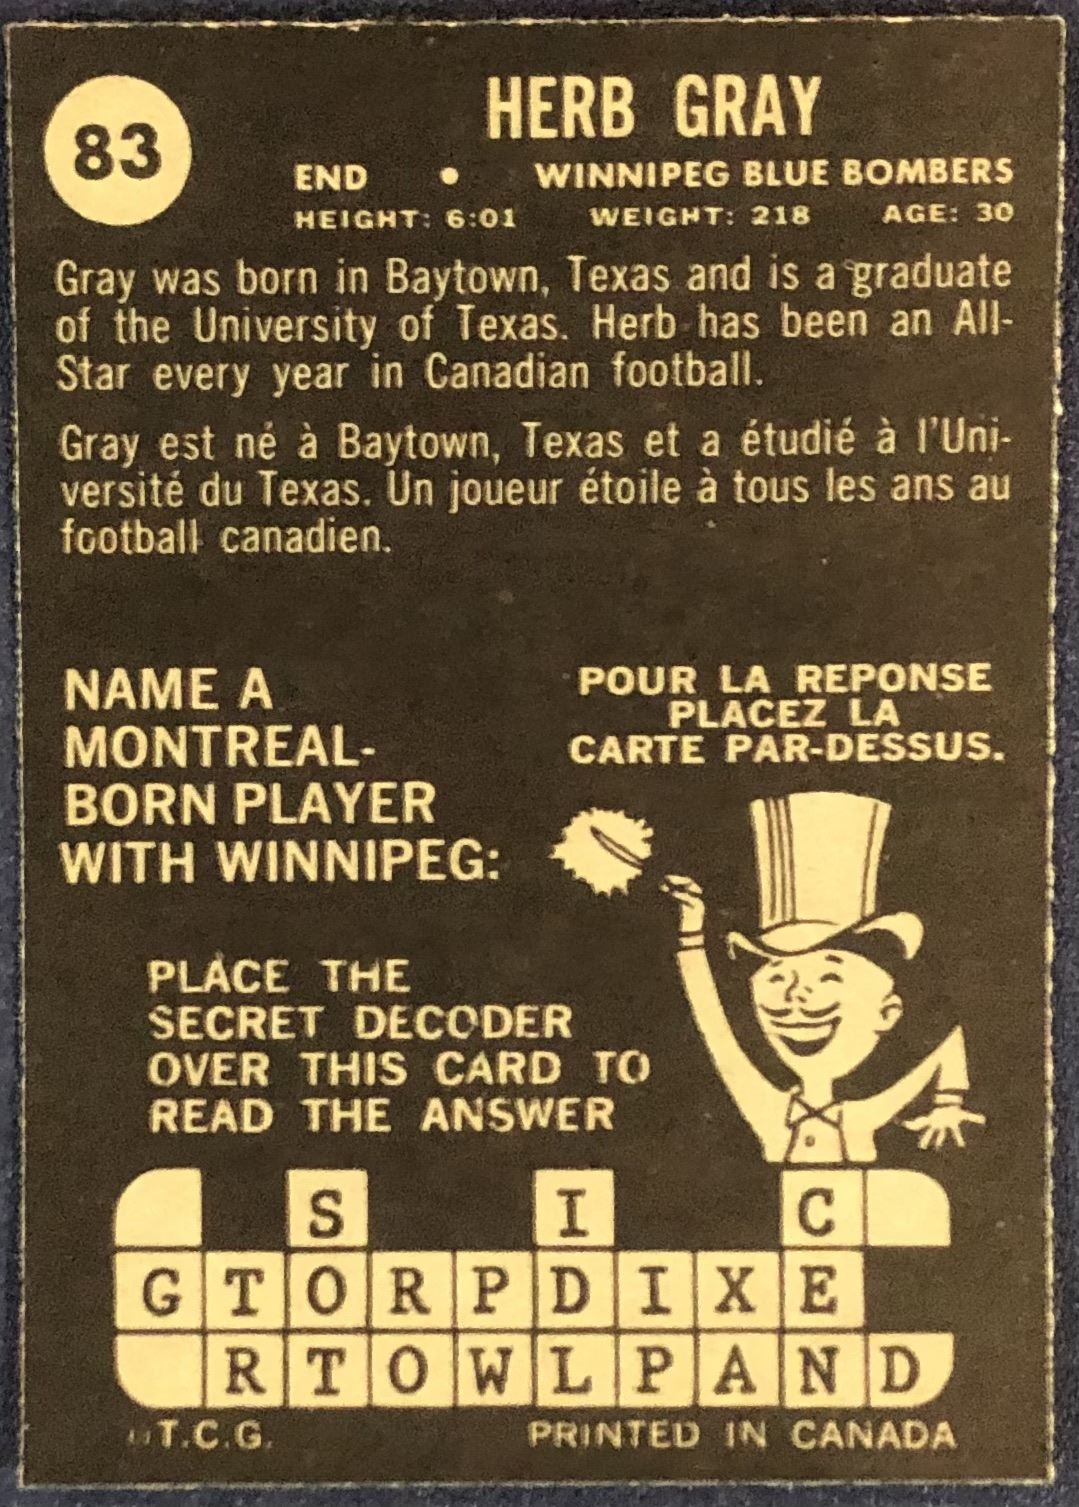 83
HERB GRAY
END • WINNIPEG BLUE BOMBERS
HEIGHT: 6:01 WEIGHT: 218 AGE: 30
Gray was born in Baytown, Texas and is a graduate
of the University of Texas. Herb has been an All-
Star every year in Canadian football.
Gray est né à Baytown, Texas et a étudié à l'Uni-
versité du Texas. Un joueur étoile à tous les ans au
football canadien.
NAME A
MONTREAL-
BORN PLAYER
WITH WINNIPEG:
POUR LA REPONSE
PLACEZ LA
CARTE PAR-DESSUS.
PLACE THE
SECRET DECODER
OVER THIS CARD TO
READ THE ANSWER
S I C
G T O R P D I X E
R T O W L P A N D
T.C.G.
PRINTED IN CANADA